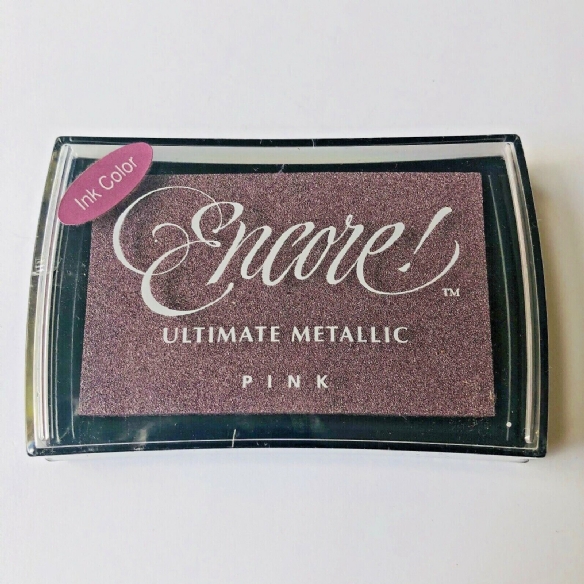 Ink Color
Encore!
TM
ULTIMATE METALLIC
PINK